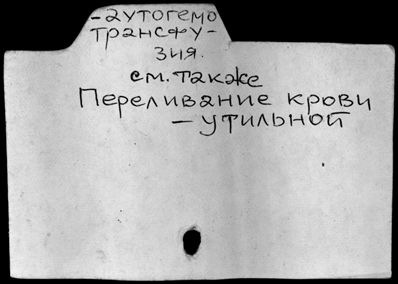 -аутогемо
трансфу-
зия.
см. также
Переливание крови
- утильной